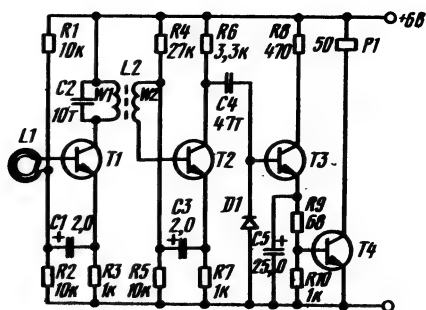 R1
10к
R4
27к
R6
3,3к
R8
470
50
P1
+6В
C2
10т
W1
L2
W2
C4
47т
L1
T1
T2
T3
C1 2,0
+
C3
2,0
+
D1
C5
25,0
+
R9
68
T4
R2
10к
R3
1к
R5
10к
R7
1к
R10
1к